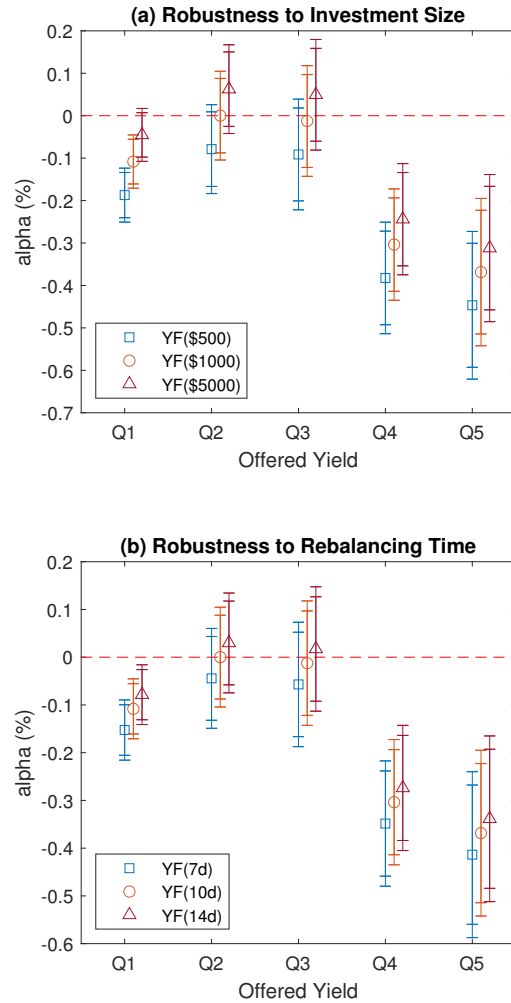 (a) Robustness to Investment Size
0.2
0.1
0
-0.1
-0.2
-0.3
-0.4
-0.5
-0.6
-0.7
alpha (%)
YF($500)
YF($1000)
YF($5000)
Q1 Q2 Q3 Q4 Q5
Offered Yield
(b) Robustness to Rebalancing Time
0.2
0.1
0
-0.1
-0.2
-0.3
-0.4
-0.5
-0.6
alpha (%)
YF(7d)
YF(10d)
YF(14d)
Q1 Q2 Q3 Q4 Q5
Offered Yield